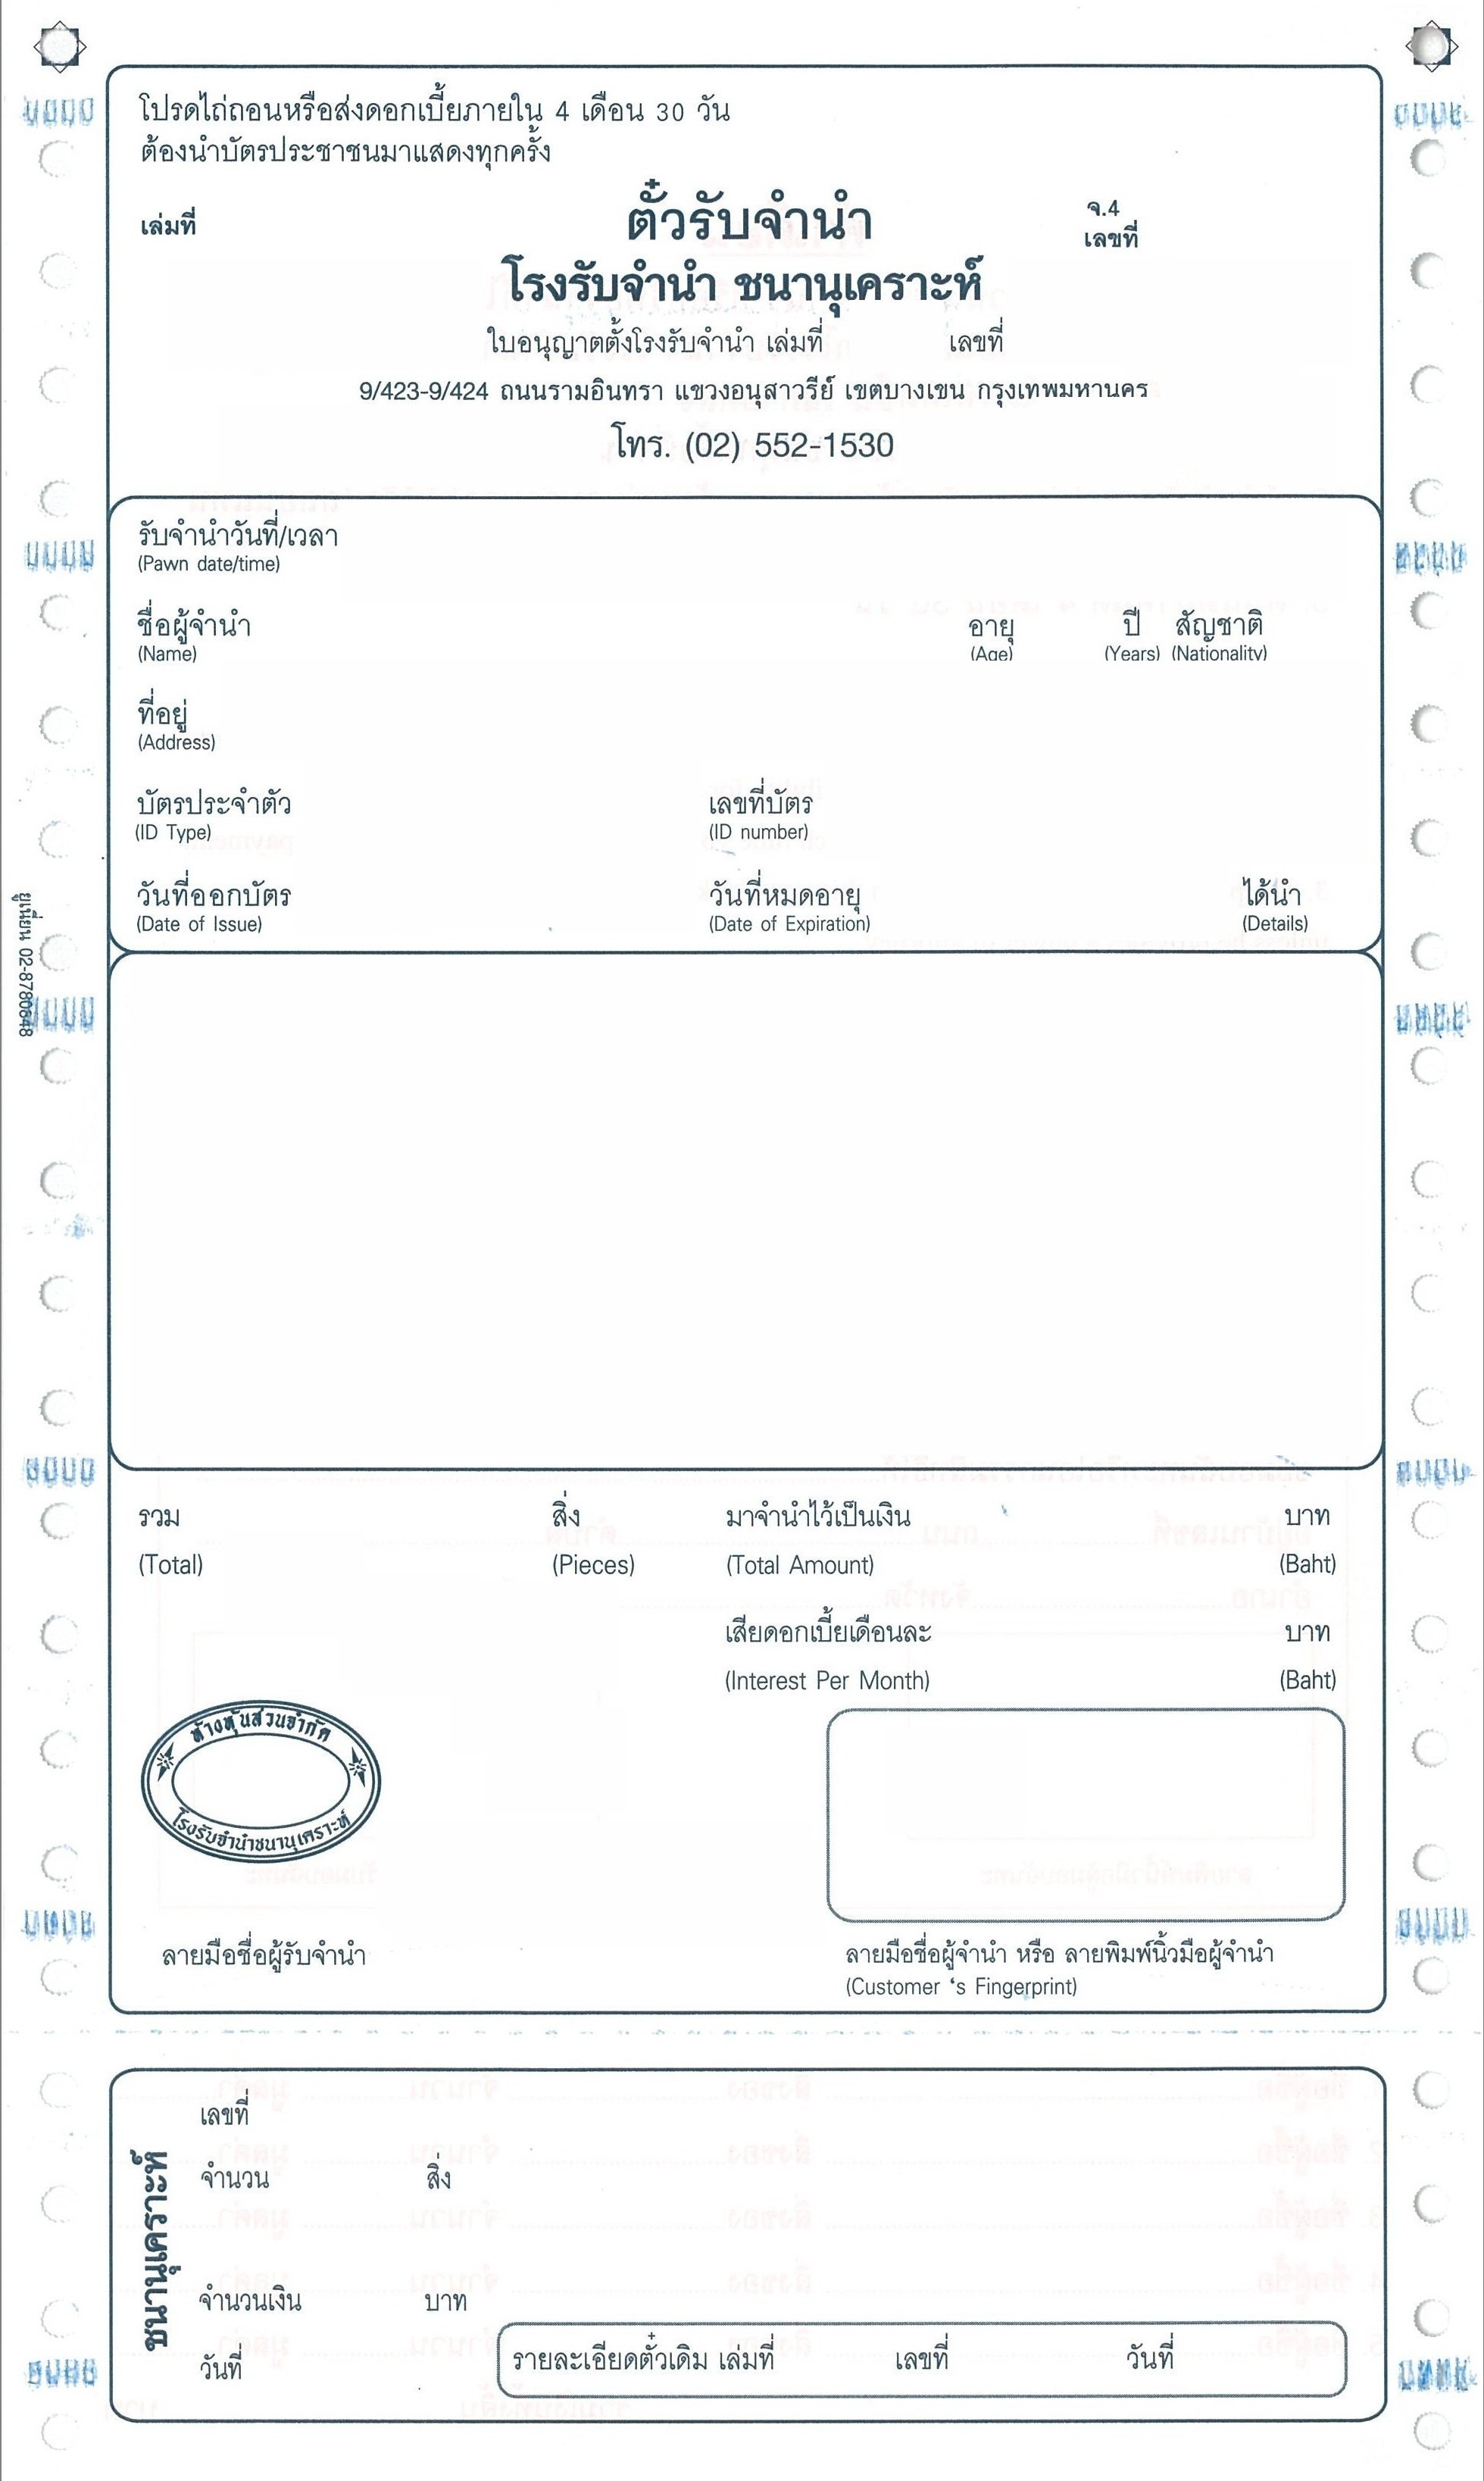 โปรดไถ่ถอนหรือส่งดอกเบี้ยภายใน 4 เดือน 30 วัน
ต้องนำบัตรประชาชนมาแสดงทุกครั้ง
ตั๋วรับจำนำ
จ.4
เล่มที่ เลขที่
โรงรับจำนำ ชนานุเคราะห์
ใบอนุญาตตั้งโรงรับจำนำ เล่มที่ เลขที่
9/423-9/424 ถนนรามอินทรา แขวงอนุสาวรีย์ เขตบางเขน กรุงเทพมหานคร
โทร. (02) 552-1530
รับจำนำวันที่/เวลา
(Pawn date/time)
ชื่อผู้จำนำ อายุ ปี สัญชาติ
(Name) (Age) (Years) (Nationality)
ที่อยู่
(Address)
บัตรประจำตัว เลขที่บัตร
(ID Type) (ID number)
วันที่ออกบัตร วันที่หมดอายุ ได้นำ
(Date of Issue) (Date of Expiration) (Details)
ยูเนี่ยน 02-8780848
รวม สิ่ง มาจำนำไว้เป็นเงิน บาท
(Total) (Pieces) (Total Amount) (Baht)
เสียดอกเบี้ยเดือนละ บาท
(Interest Per Month) (Baht)
ห้างหุ้นส่วนจำกัด
โรงรับจำนำชนานุเคราะห์
ลายมือชื่อผู้รับจำนำ ลายมือชื่อผู้จำนำ หรือ ลายพิมพ์นิ้วมือผู้จำนำ
(Customer 's Fingerprint)
ชนานุเคราะห์
เลขที่
จำนวน สิ่ง
จำนวนเงิน บาท
วันที่
รายละเอียดตั๋วเดิม เล่มที่ เลขที่ วันที่